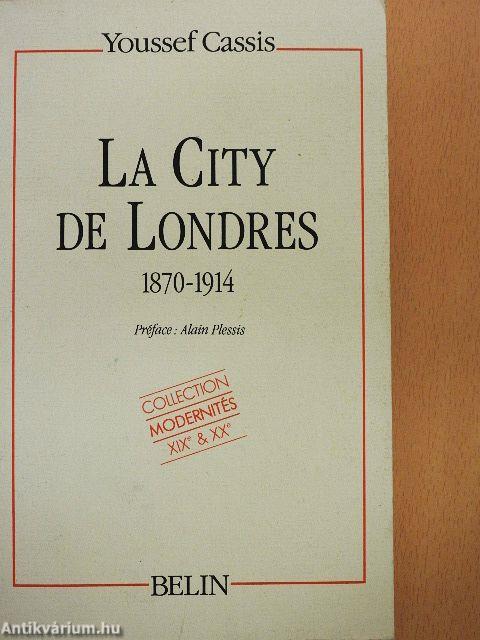 Youssef Cassis
LA CITY
DE LONDRES
1870-1914
Préface : Alain Plessis
COLLECTION
MODERNITÉS
XIXe & XXe
BELIN
Antikvárium.hu